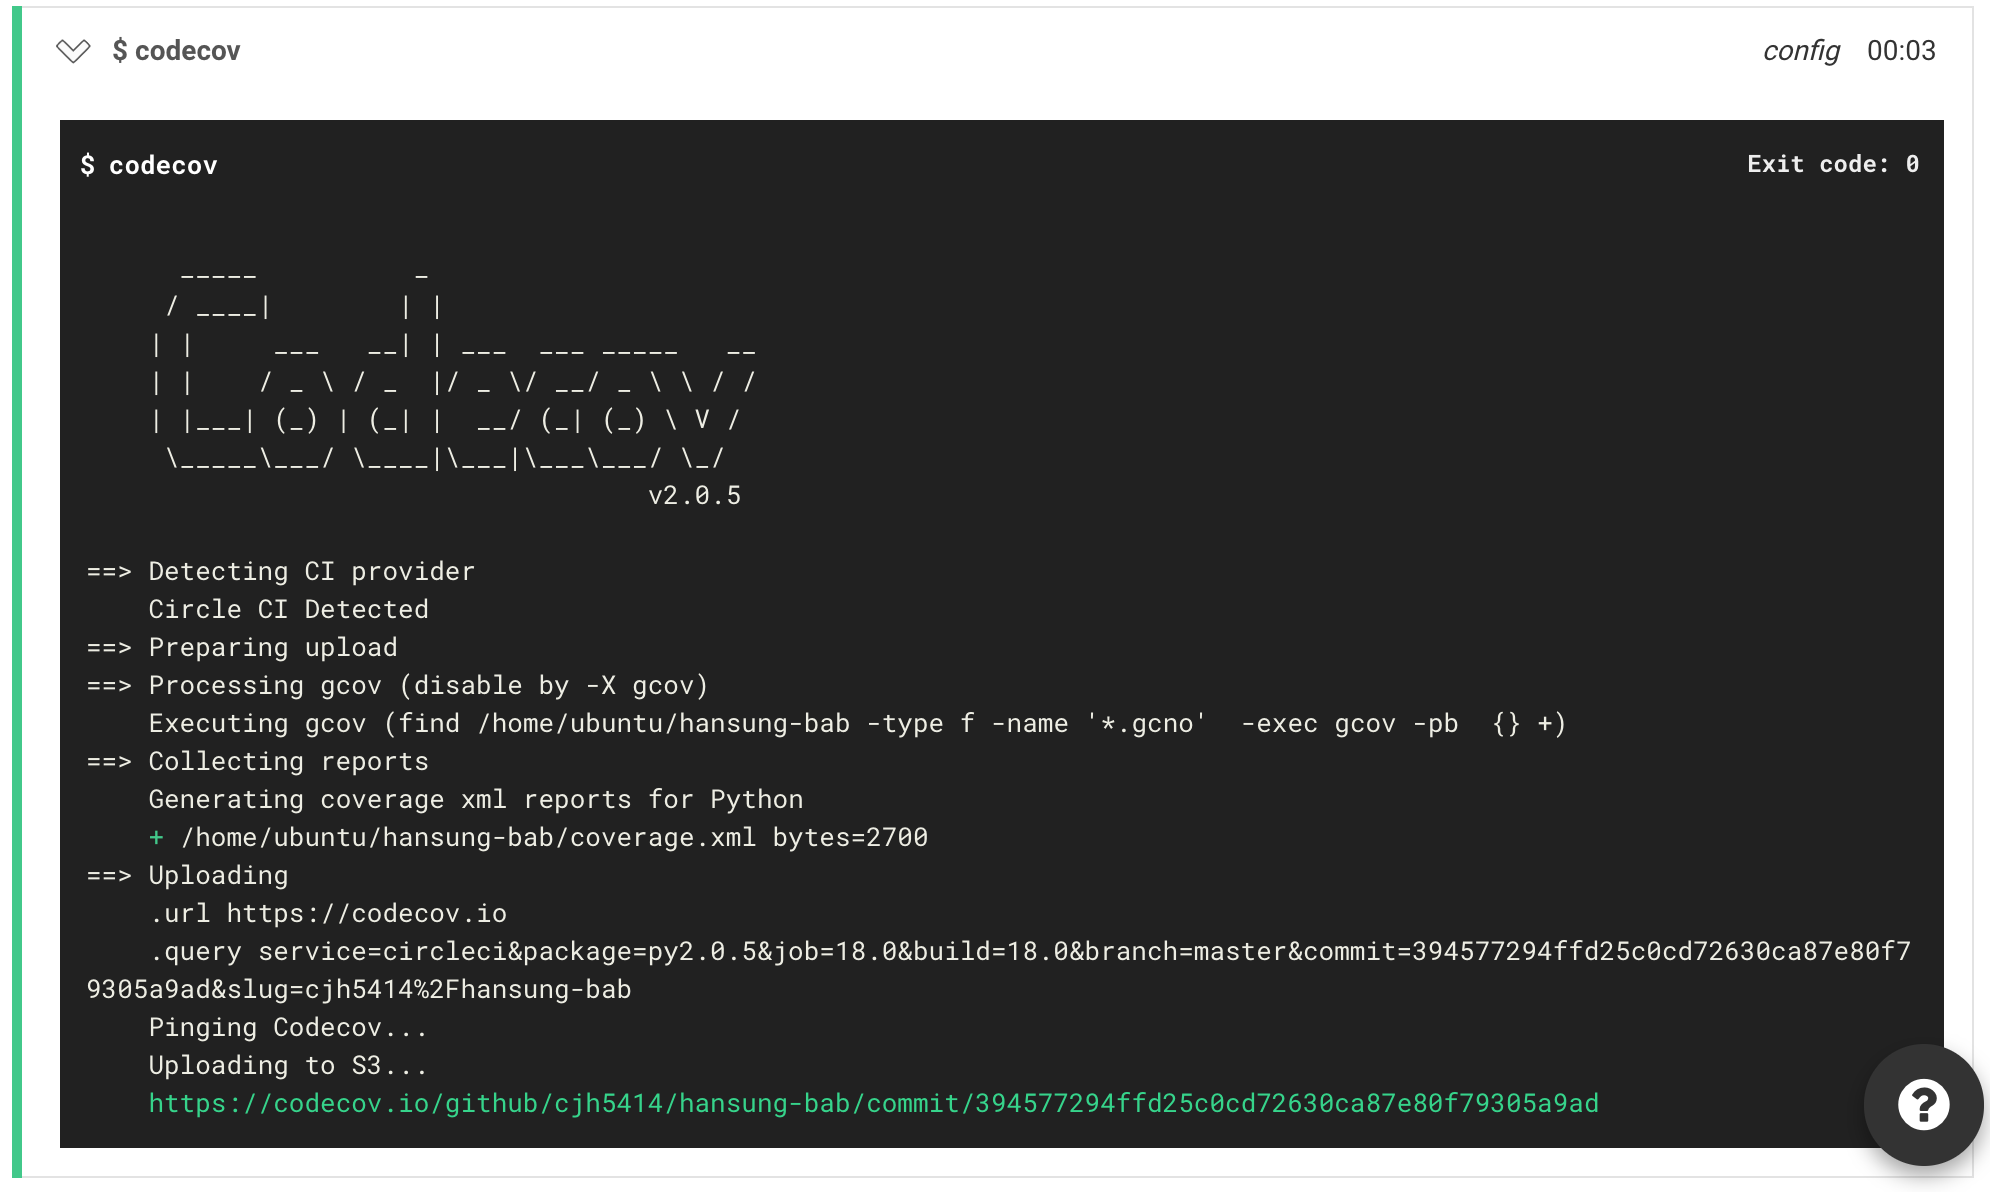 $ codecov config 00:03
$ codecov Exit code: 0
      _____          _
     / ____|        | |
    | |     ___   __| | ___  ___ _____   __
    | |    / _ \ / _  |/ _ \/ __/ _ \ \ / /
    | |___| (_) | (_| |  __/ (_| (_) \ V /
     \_____\___/ \____|\___|\___\___/ \_/
                                    v2.0.5
==> Detecting CI provider
    Circle CI Detected
==> Preparing upload
==> Processing gcov (disable by -X gcov)
    Executing gcov (find /home/ubuntu/hansung-bab -type f -name '*.gcno'  -exec gcov -pb  {} +)
==> Collecting reports
    Generating coverage xml reports for Python
    + /home/ubuntu/hansung-bab/coverage.xml bytes=2700
==> Uploading
    .url https://codecov.io
    .query service=circleci&package=py2.0.5&job=18.0&build=18.0&branch=master&commit=394577294ffd25c0cd72630ca87e80f7
9305a9ad&slug=cjh5414%2Fhansung-bab
    Pinging Codecov...
    Uploading to S3...
    https://codecov.io/github/cjh5414/hansung-bab/commit/394577294ffd25c0cd72630ca87e80f79305a9ad
?